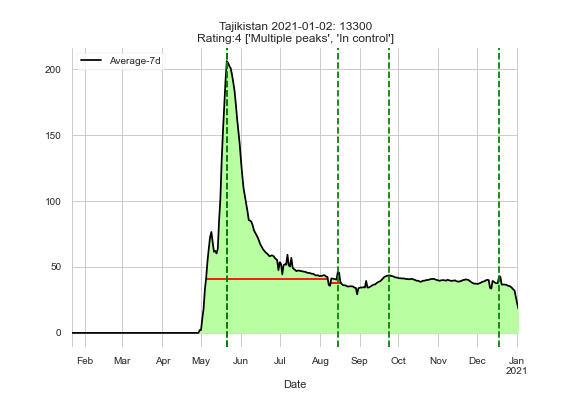 Tajikistan 2021-01-02: 13300
Rating:4 ['Multiple peaks', 'In control']
Average-7d
200
150
100
50
0
Feb Mar Apr May Jun Jul Aug Sep Oct Nov Dec Jan
2021
Date